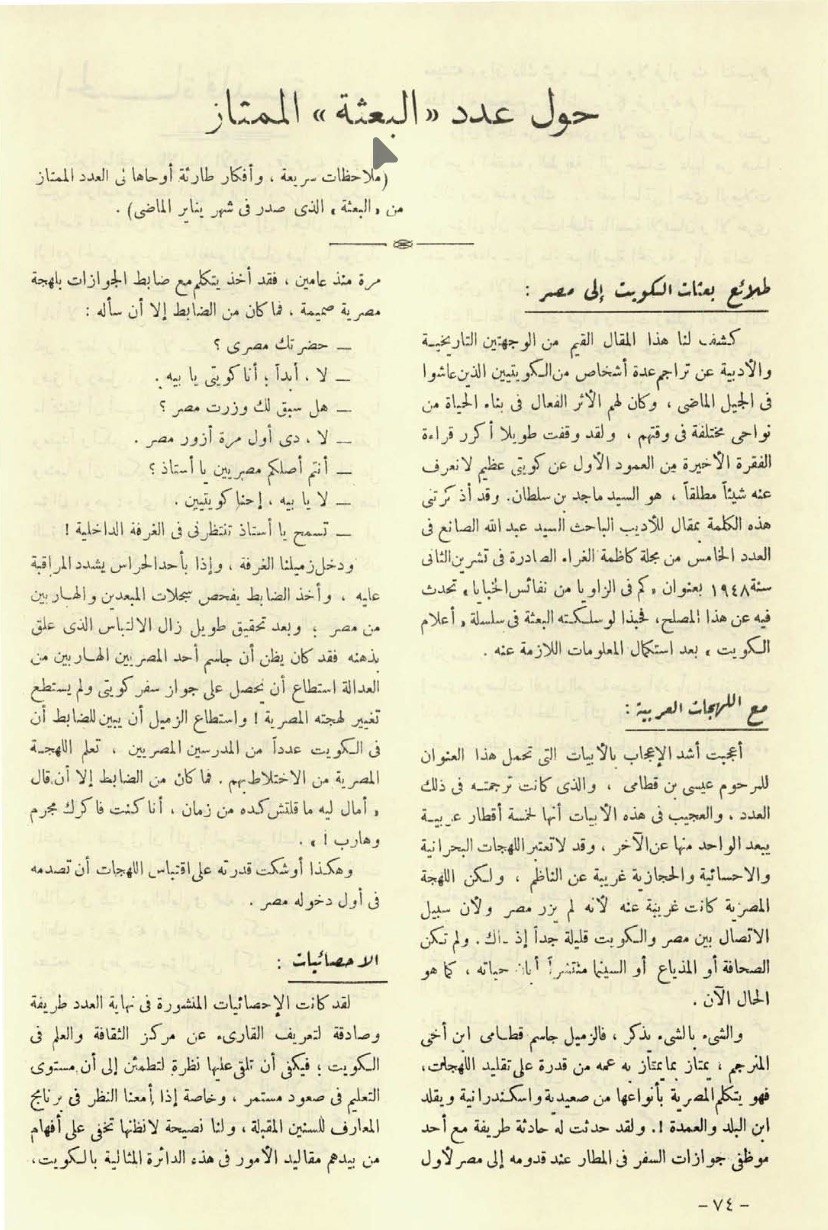 حول عدد «البعثة» الممتاز
(ملاحظات سريعة ، وأفكار طارئة أوحاها لى العدد الممتاز
من «البعثة» الذى صدر فى شهر يناير الماضى) .
طلائع بعثات الكويت إلى مصر :
كشف لنا هذا المقال القيم من الوجهتين التاريخية
والأدبية عن تراجم عدة أشخاص من الكويتيين الذين عاشوا
فى الجيل الماضى ، وكان لهم الأثر الفعال فى بناء الحياة من
نواحى مختلفة فى وقتهم ، ولقد وقفت طويلا أكرر قراءة
الفقرة الأخيرة من العمود الأول عن كويتى عظيم لانعرف
عنه شيئاً مطلقاً ، هو السيد ماجد بن سلطان. وقد أذكرتنى
هذه الكلمة بمقال للأديب الباحث السيد عبد الله الصانع فى
العدد الخامس من مجلة كاظمة الغراء الصادرة فى تشرين الثانى
سنة ١٩٤٨ بعنوان «كم فى الزاويا من نفائس الخبايا» تحدث
فيه عن هذا المصلح، فحبذا لو سلكته البعثة فى سلسلة «أعلام
الكويت» بعد استكمال المعلومات اللازمة عنه .
مع اللهجات العربية :
أعجبت أشد الإعجاب بالأبيات التى تحمل هذا العنوان
للمرحوم عيسى بن قطامى ، والذى كانت ترجمته فى ذلك
العدد ، والعجيب فى هذه الأبيات أنها لخمسة أقطار عربية
يبعد الواحد منها عن الآخر ، وقد لاتعتبر اللهجات البحرانية
والاحسائية والحجازية غريبة عن الناظم ، ولكن اللهجة
المصرية كانت غريبة عنه لأنه لم يزر مصر ولأن سبيل
الاتصال بين مصر والكويت قليلة جداً إذ ذاك. ولم تكن
الصحافة أو المذياع أو السينما منتشراً أبان حياته ، كما هو
الحال الآن .
والشىء بالشىء يذكر ، فالزميل جاسم قطامى ابن أخى
المترجم ، يمتاز بما يمتاز به عمه من قدرة على تقليد اللهجات،
فهو يتكلم المصرية بأنواعها من صعيدية واسكندرانية ويقلد
ابن البلد والعمدة !. ولقد حدثت له حادثة طريفة مع أحد
موظفى جوازات السفر فى المطار عند قدومه إلى مصر لأول
مرة منذ عامين ، فقد أخذ يتكلم مع ضابط الجوازات بلهجة
مصرية صميمة ، فما كان من الضابط إلا أن سأله :
— حضرتك مصرى ؟
— لا ، أبداً ؛ أنا كويتى يا بيه .
— هل سبق لك وزرت مصر ؟
— لا ، دى أول مرة أزور مصر .
— أنتم أصلكم مصريين يا أستاذ ؟
— لا يا بيه ، إحنا كويتيين .
— تسمح يا أستاذ تنتظرنى فى الغرفة الداخلية !
ودخل زميلنا الغرفة ، وإذا بأحد الحراس يشدد المراقبة
عليه ، وأخذ الضابط بفحص سجلات المبعدين والهاربين
من مصر ؛ وبعد تحقيق طويل زال الالتباس الذى علق
بذهنه فقد كان يظن أن جاسم أحد المصريين الهاربين من
العدالة استطاع أن يحصل على جواز سفر كويتى ولم يستطع
تغيير لهجته المصرية ! واستطاع الزميل أن يبين للضابط أن
فى الكويت عدداً من المدرسين المصريين ، تعلم اللهجة
المصرية من الاختلاط بهم . فما كان من الضابط إلا أن قال
«أمال ليه ما قلتش كده من زمان ، أنا كنت فاكرك مجرم
وهارب !» .
وهكذا أوشكت قدرته على اقتباس اللهجات أن تصدمه
فى أول دخوله مصر .
الاحصائيات :
لقد كانت الإحصائيات المنشورة فى نهاية العدد طريفة
وصادقة لتعريف القارىء عن مركز الثقافة والعلم فى
الكويت ؛ فيكفى أن تلقى عليها نظرة لتطمئن إلى أن مستوى
التعليم فى صعود مستمر ، وخاصة إذا أمعنا النظر فى برنامج
المعارف للسنين المقبلة ، ولنا نصيحة لانظنها تخفى على أفهام
من بيدهم مقاليد الأمور فى هذه الدائرة المثالية بالكويت،
- ٧٤ -